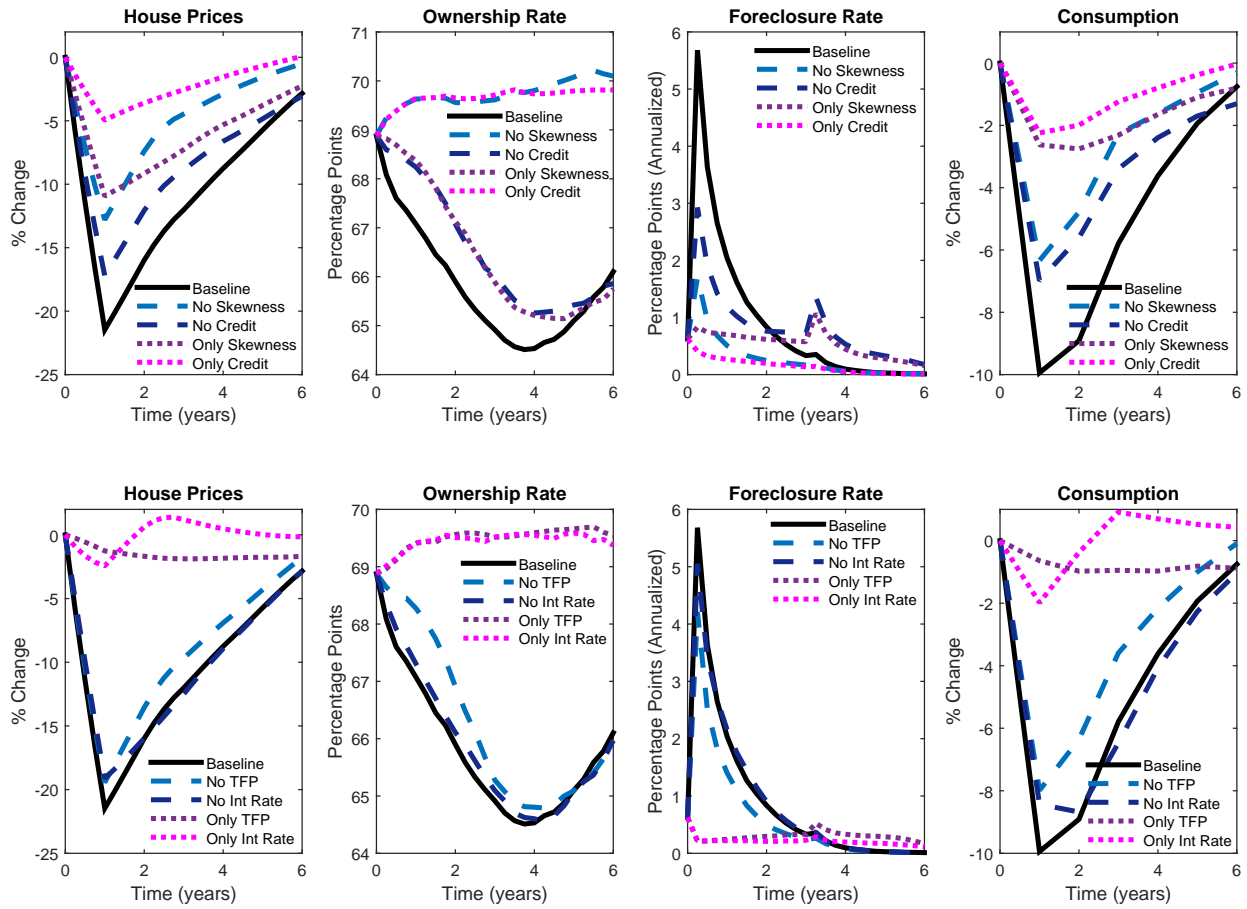 House Prices
0
-5
-10
-15
-20
-25
% Change
0 2 4 6
Time (years)
Baseline
No Skewness
No Credit
Only Skewness
Only Credit
Ownership Rate
71
70
69
68
67
66
65
64
Percentage Points
0 2 4 6
Time (years)
Baseline
No Skewness
No Credit
Only Skewness
Only Credit
Foreclosure Rate
6
5
4
3
2
1
0
Percentage Points (Annualized)
0 2 4 6
Time (years)
Baseline
No Skewness
No Credit
Only Skewness
Only Credit
Consumption
0
-2
-4
-6
-8
-10
% Change
0 2 4 6
Time (years)
Baseline
No Skewness
No Credit
Only Skewness
Only Credit
House Prices
0
-5
-10
-15
-20
-25
% Change
0 2 4 6
Time (years)
Baseline
No TFP
No Int Rate
Only TFP
Only Int Rate
Ownership Rate
70
69
68
67
66
65
64
Percentage Points
0 2 4 6
Time (years)
Baseline
No TFP
No Int Rate
Only TFP
Only Int Rate
Foreclosure Rate
6
5
4
3
2
1
0
Percentage Points (Annualized)
0 2 4 6
Time (years)
Baseline
No TFP
No Int Rate
Only TFP
Only Int Rate
Consumption
0
-2
-4
-6
-8
-10
% Change
0 2 4 6
Time (years)
Baseline
No TFP
No Int Rate
Only TFP
Only Int Rate